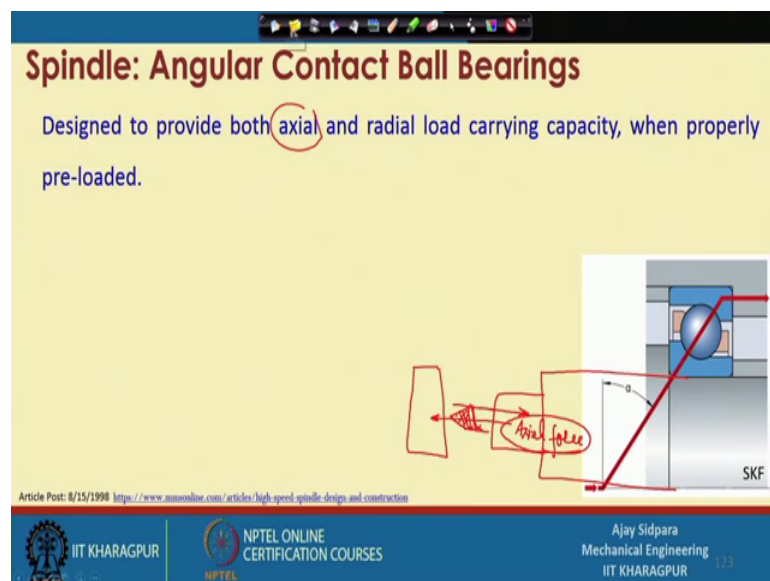 Spindle: Angular Contact Ball Bearings
Designed to provide both axial and radial load carrying capacity, when properly
pre-loaded.
α
Axial force
SKF
Article Post: 8/15/1998 https://www.mmsonline.com/articles/high-speed-spindle-design-and-construction
IIT KHARAGPUR
NPTEL
NPTEL ONLINE
CERTIFICATION COURSES
Ajay Sidpara
Mechanical Engineering
IIT KHARAGPUR
123